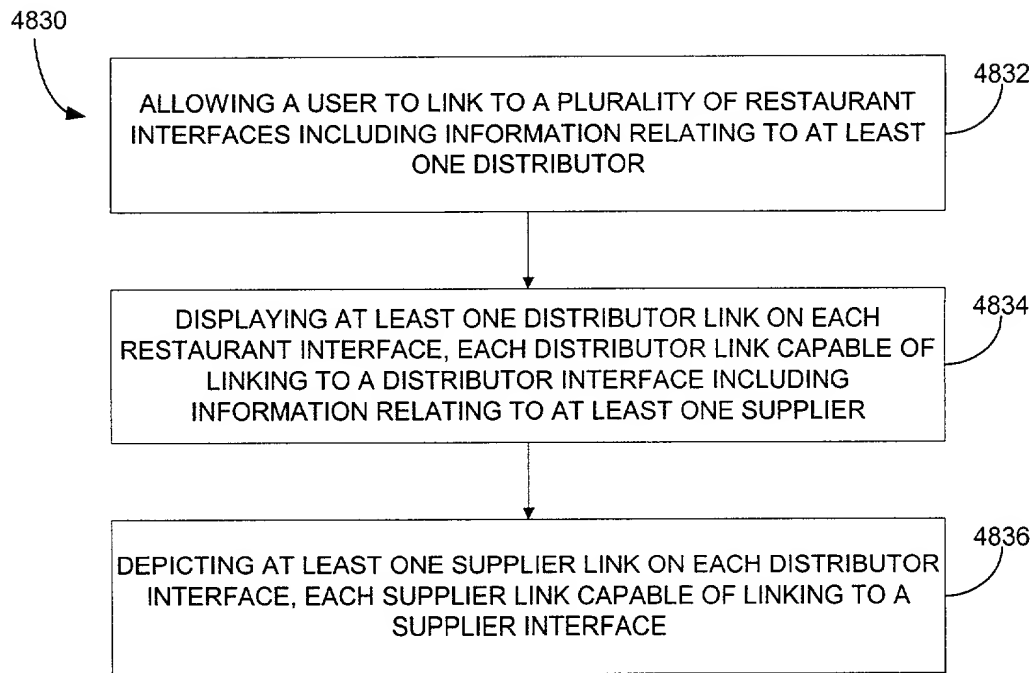 4830
4832
ALLOWING A USER TO LINK TO A PLURALITY OF RESTAURANT
INTERFACES INCLUDING INFORMATION RELATING TO AT LEAST
ONE DISTRIBUTOR
4834
DISPLAYING AT LEAST ONE DISTRIBUTOR LINK ON EACH
RESTAURANT INTERFACE, EACH DISTRIBUTOR LINK CAPABLE OF
LINKING TO A DISTRIBUTOR INTERFACE INCLUDING
INFORMATION RELATING TO AT LEAST ONE SUPPLIER
4836
DEPICTING AT LEAST ONE SUPPLIER LINK ON EACH DISTRIBUTOR
INTERFACE, EACH SUPPLIER LINK CAPABLE OF LINKING TO A
SUPPLIER INTERFACE